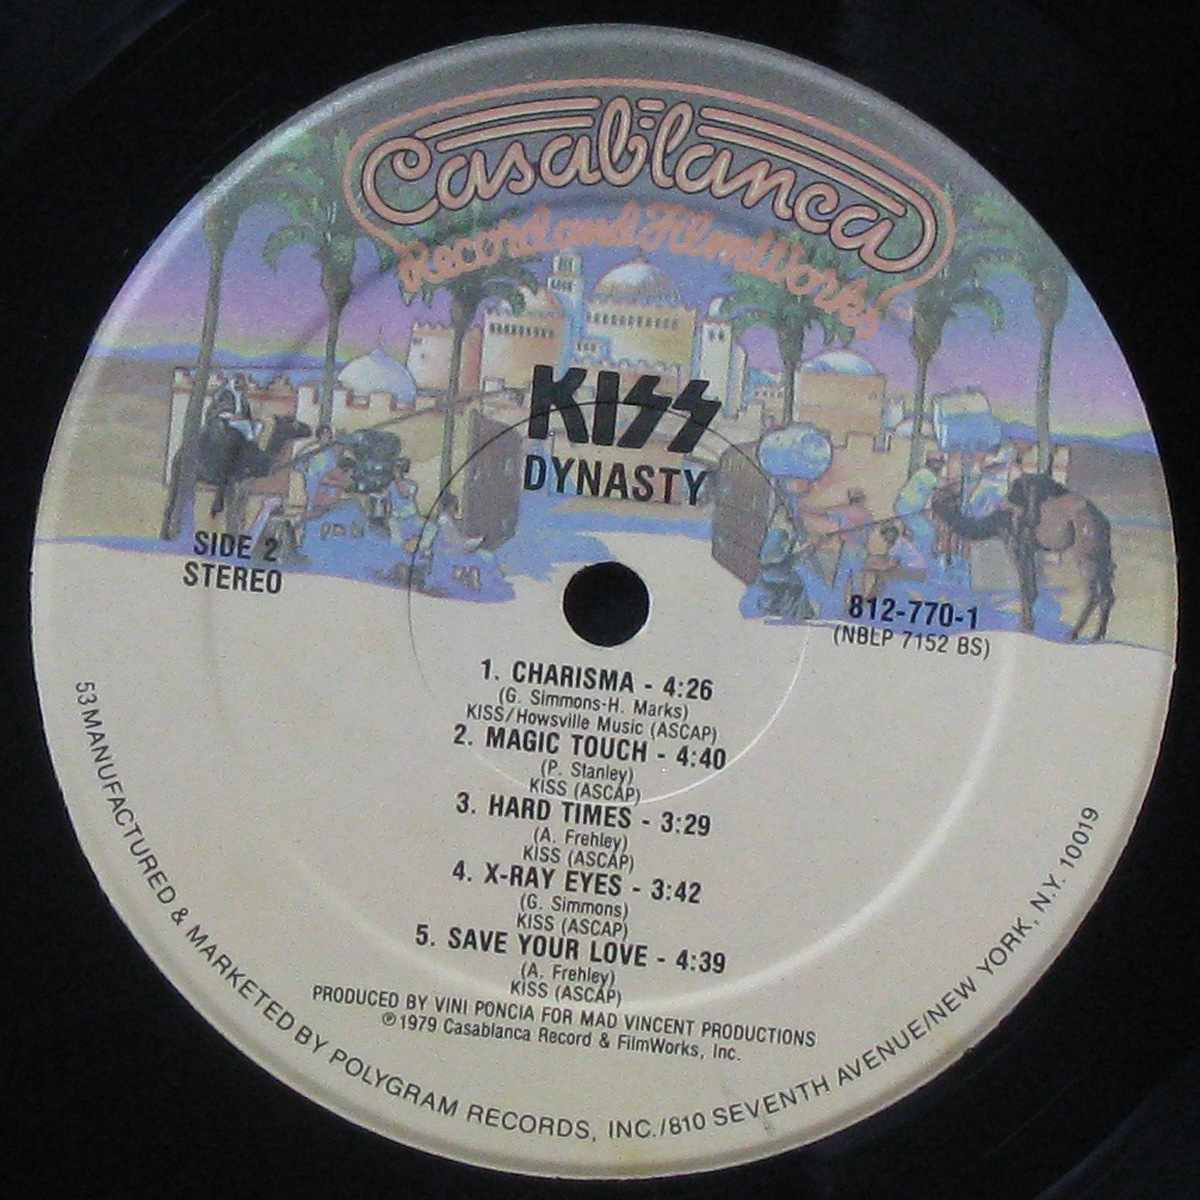 Casablanca
Record and FilmWorks
KISS
DYNASTY
SIDE 2
STEREO
812-770-1
(NBLP 7152 BS)
1. CHARISMA - 4:26
(G. Simmons-H. Marks)
KISS/Howsville Music (ASCAP)
2. MAGIC TOUCH - 4:40
(P. Stanley)
KISS (ASCAP)
3. HARD TIMES - 3:29
(A. Frehley)
KISS (ASCAP)
4. X-RAY EYES - 3:42
(G. Simmons)
KISS (ASCAP)
5. SAVE YOUR LOVE - 4:39
(A. Frehley)
KISS (ASCAP)
PRODUCED BY VINI PONCIA FOR MAD VINCENT PRODUCTIONS
℗1979 Casablanca Record & FilmWorks, Inc.
53 MANUFACTURED & MARKETED BY POLYGRAM RECORDS, INC./810 SEVENTH AVENUE/NEW YORK, N.Y. 10019